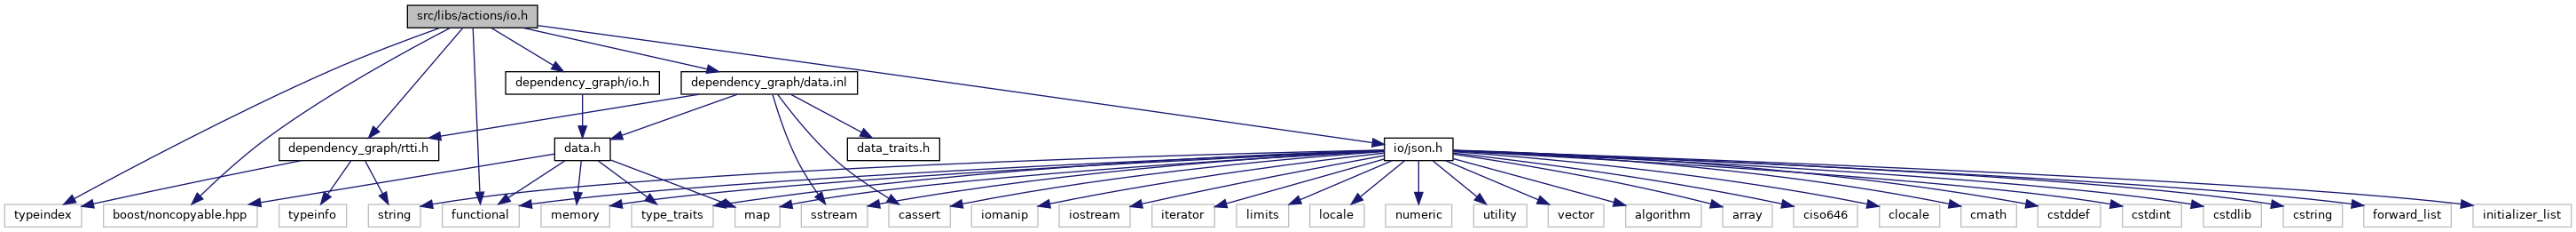 src/libs/actions/io.h
dependency_graph/io.h
dependency_graph/data.inl
dependency_graph/rtti.h
data.h
data_traits.h
io/json.h
typeindex
boost/noncopyable.hpp
typeinfo
string
functional
memory
type_traits
map
sstream
cassert
iomanip
iostream
iterator
limits
locale
numeric
utility
vector
algorithm
array
ciso646
clocale
cmath
cstddef
cstdint
cstdlib
cstring
forward_list
initializer_list